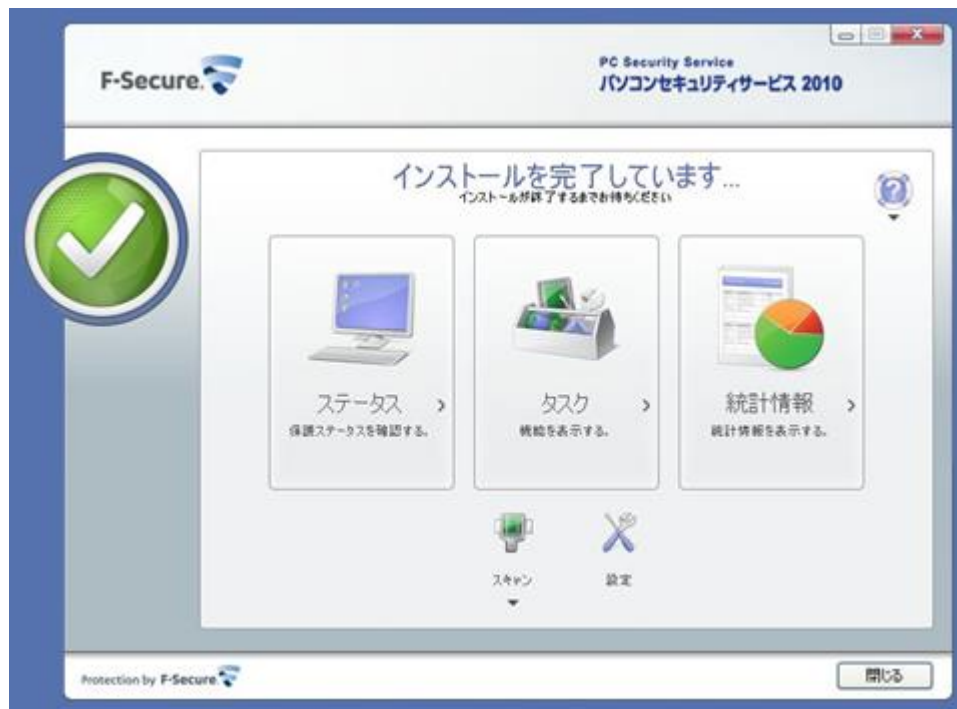 F-Secure.
PC Security Service
パソコンセキュリティサービス 2010
インストールを完了しています...
インストールが終了するまでお待ちください
ステータス
保護ステータスを確認する。
タスク
機能を表示する。
統計情報
統計情報を表示する。
スキャン
設定
Protection by F-Secure.
閉じる